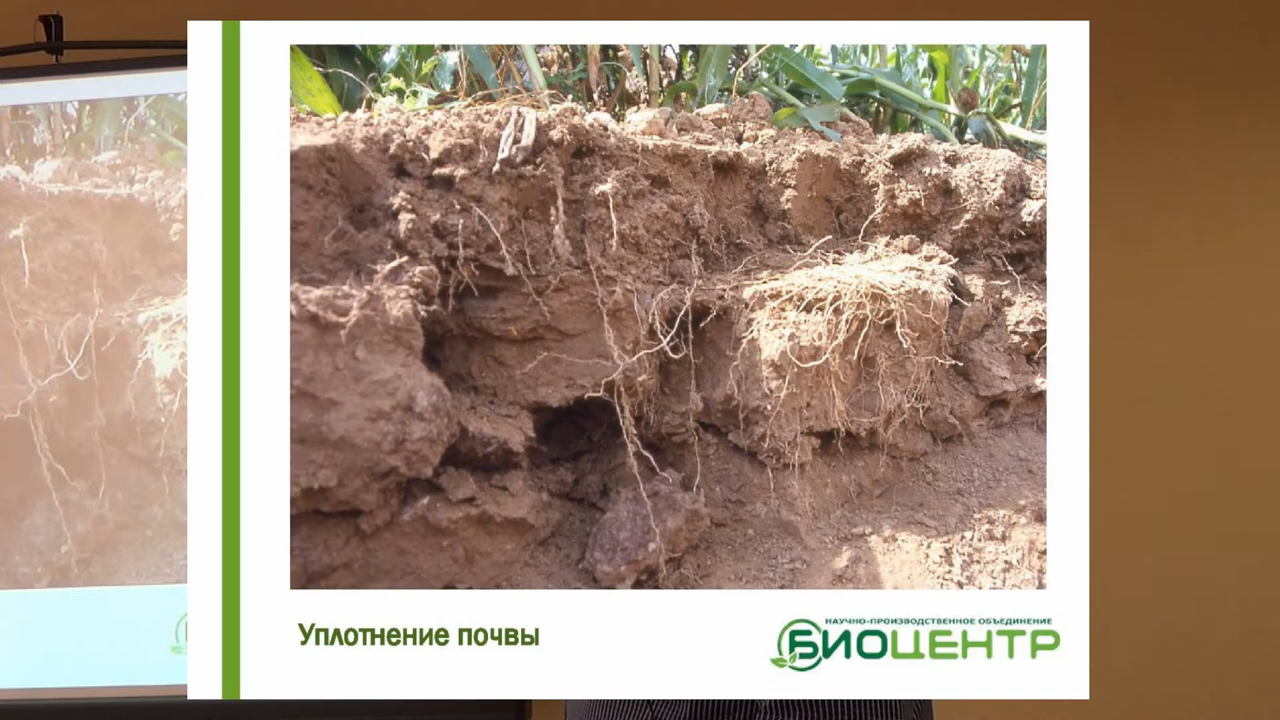 Уплотнение почвы
НАУЧНО-ПРОИЗВОДСТВЕННОЕ ОБЪЕДИНЕНИЕ
БИОЦЕНТР